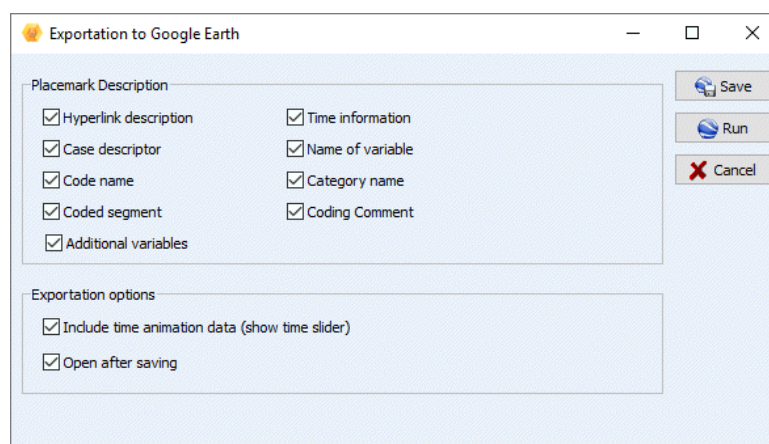 Exportation to Google Earth
Placemark Description
Save
Hyperlink description
Time information
Run
Case descriptor
Name of variable
Cancel
Code name
Category name
Coded segment
Coding Comment
Additional variables
Exportation options
Include time animation data (show time slider)
Open after saving